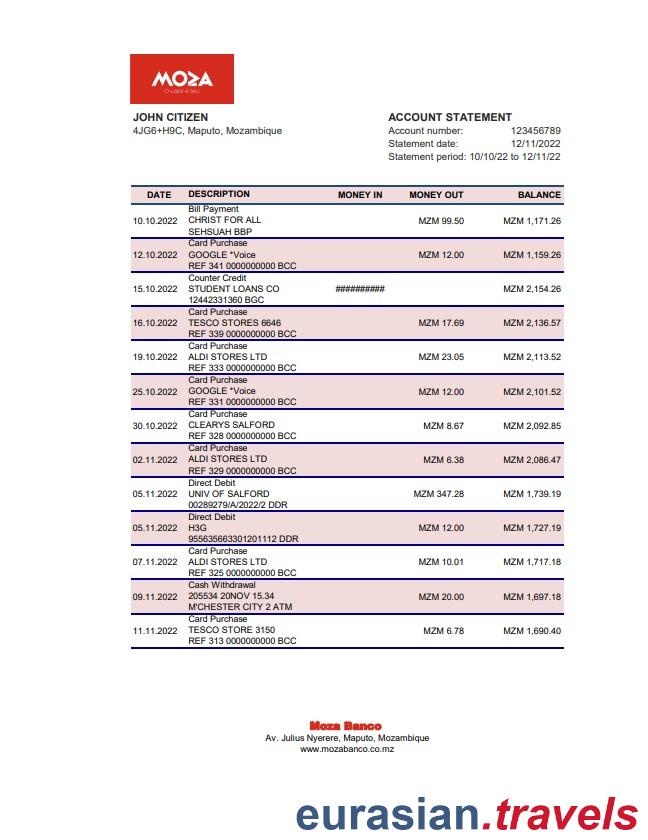 MOZA
O valor é seu
JOHN CITIZEN
4JG6+H9C, Maputo, Mozambique
ACCOUNT STATEMENT
Account number: 123456789
Statement date: 12/11/2022
Statement period: 10/10/22 to 12/11/22
DATE DESCRIPTION MONEY IN MONEY OUT BALANCE
Bill Payment
10.10.2022 CHRIST FOR ALL MZM 99.50 MZM 1,171.26
SEHSUAH BBP
Card Purchase
12.10.2022 GOOGLE *Voice MZM 12.00 MZM 1,159.26
REF 341 0000000000 BCC
Counter Credit
15.10.2022 STUDENT LOANS CO ########## MZM 2,154.26
12442331360 BGC
Card Purchase
16.10.2022 TESCO STORES 6646 MZM 17.69 MZM 2,136.57
REF 339 0000000000 BCC
Card Purchase
19.10.2022 ALDI STORES LTD MZM 23.05 MZM 2,113.52
REF 333 0000000000 BCC
Card Purchase
25.10.2022 GOOGLE *Voice MZM 12.00 MZM 2,101.52
REF 331 0000000000 BCC
Card Purchase
30.10.2022 CLEARYS SALFORD MZM 8.67 MZM 2,092.85
REF 328 0000000000 BCC
Card Purchase
02.11.2022 ALDI STORES LTD MZM 6.38 MZM 2,086.47
REF 329 0000000000 BCC
Direct Debit
05.11.2022 UNIV OF SALFORD MZM 347.28 MZM 1,739.19
00289279/A/2022/2 DDR
Direct Debit
05.11.2022 H3G MZM 12.00 MZM 1,727.19
955635663301201112 DDR
Card Purchase
07.11.2022 ALDI STORES LTD MZM 10.01 MZM 1,717.18
REF 325 0000000000 BCC
Cash Withdrawal
09.11.2022 205534 20NOV 15.34 MZM 20.00 MZM 1,697.18
M'CHESTER CITY 2 ATM
Card Purchase
11.11.2022 TESCO STORE 3150 MZM 6.78 MZM 1,690.40
REF 313 0000000000 BCC
Moza Banco
Av. Julius Nyerere, Maputo, Mozambique
www.mozabanco.co.mz
eurasian.travels